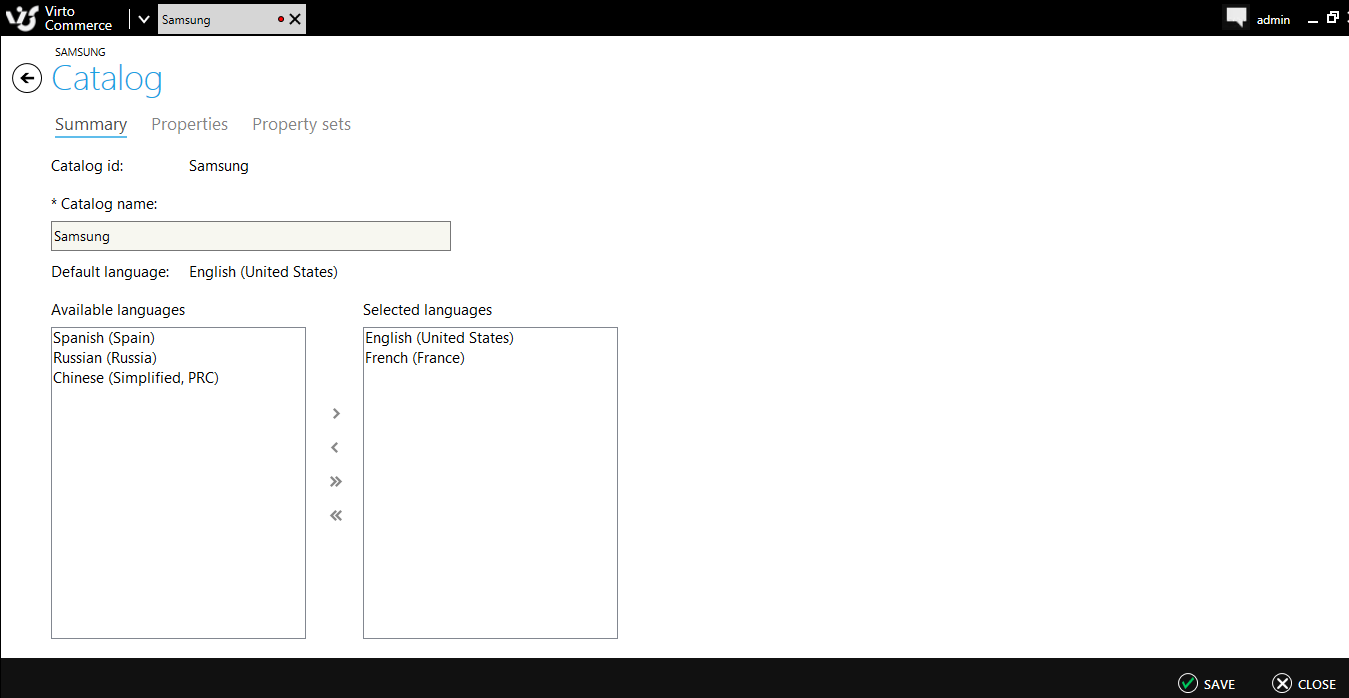 Virto
Commerce
Samsung
admin
SAMSUNG
Catalog
Summary Properties Property sets
Catalog id: Samsung
* Catalog name:
Samsung
Default language: English (United States)
Available languages Selected languages
Spanish (Spain) English (United States)
Russian (Russia) French (France)
Chinese (Simplified, PRC)
SAVE CLOSE